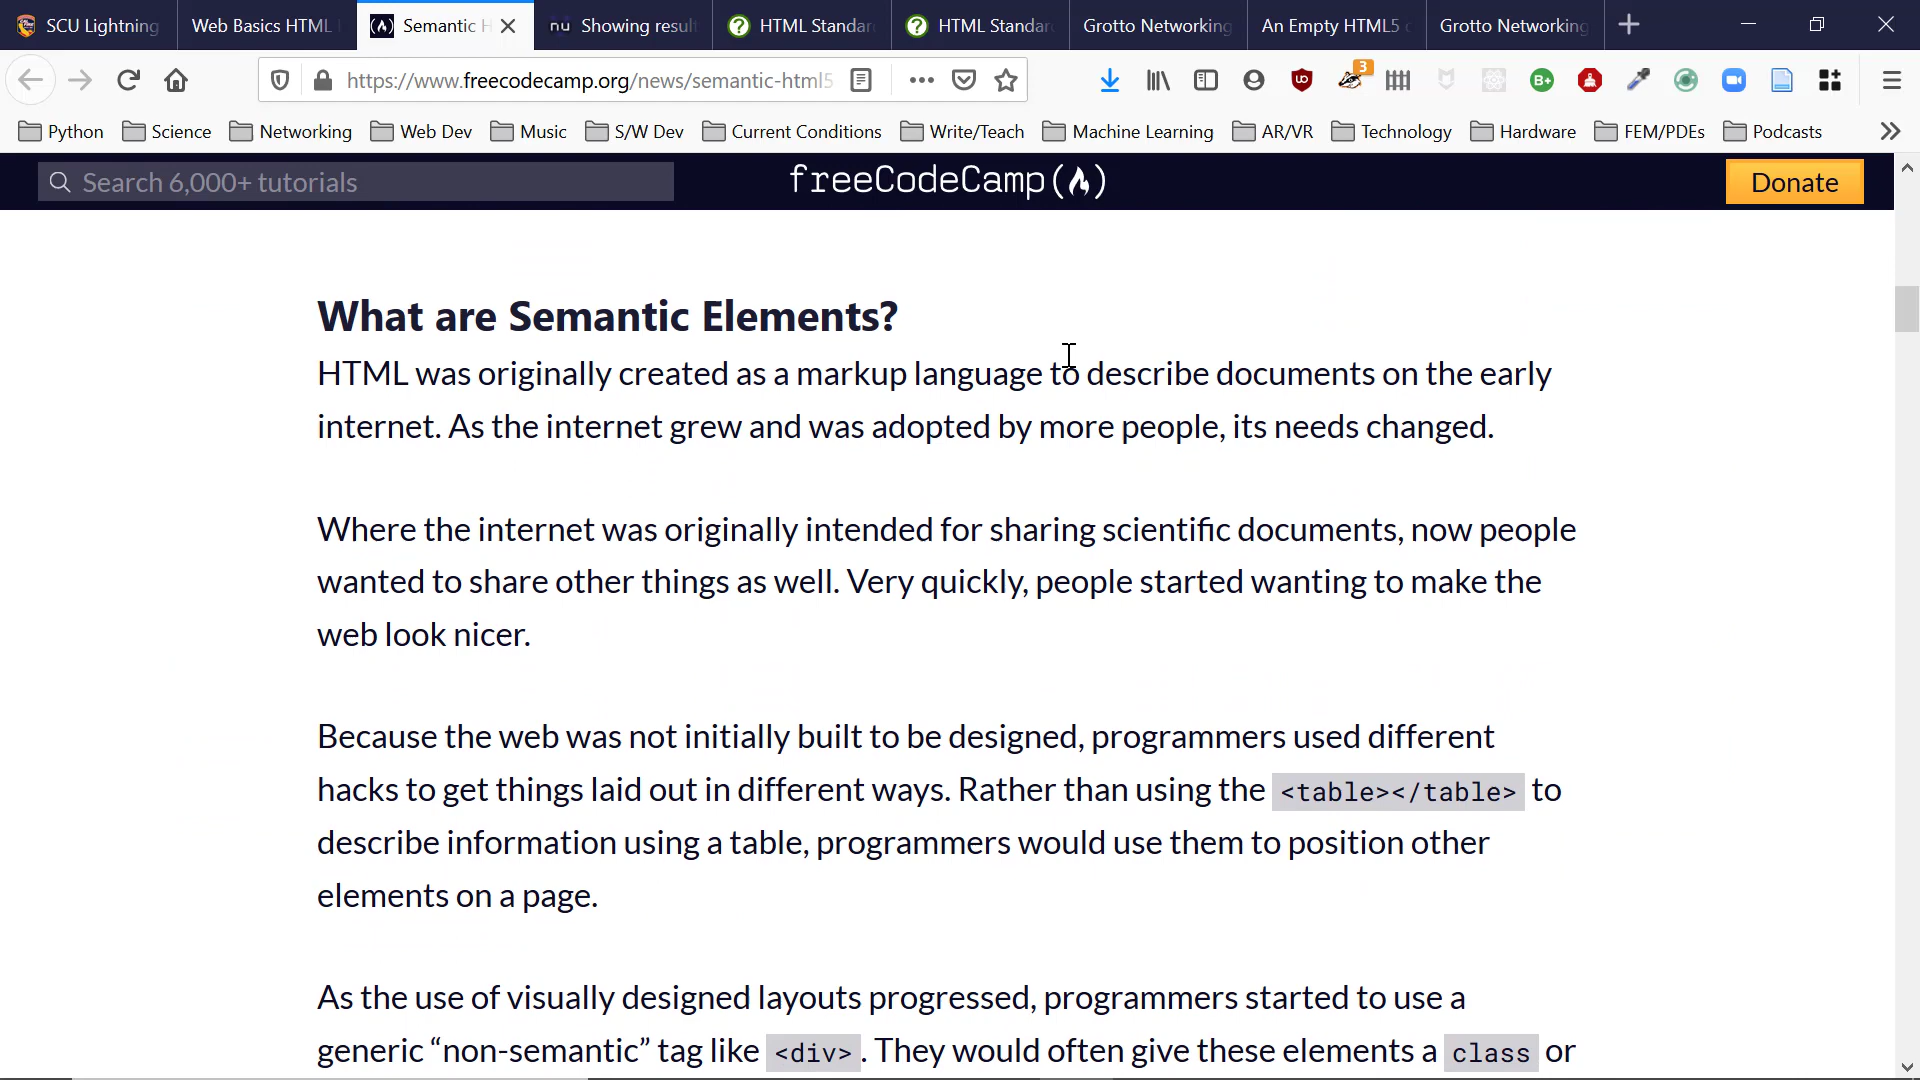 SCU Lightning
Web Basics HTML
Semantic H
nu Showing result
HTML Standar
HTML Standar
Grotto Networking
An Empty HTML5
Grotto Networking
https://www.freecodecamp.org/news/semantic-html5
3
B+
Python
Science
Networking
Web Dev
Music
S/W Dev
Current Conditions
Write/Teach
Machine Learning
AR/VR
Technology
Hardware
FEM/PDEs
Podcasts
Search 6,000+ tutorials
freeCodeCamp
Donate
What are Semantic Elements?
HTML was originally created as a markup language to describe documents on the early
internet. As the internet grew and was adopted by more people, its needs changed.
Where the internet was originally intended for sharing scientific documents, now people
wanted to share other things as well. Very quickly, people started wanting to make the
web look nicer.
Because the web was not initially built to be designed, programmers used different
hacks to get things laid out in different ways. Rather than using the <table></table> to
describe information using a table, programmers would use them to position other
elements on a page.
As the use of visually designed layouts progressed, programmers started to use a
generic “non-semantic” tag like <div>. They would often give these elements a class or